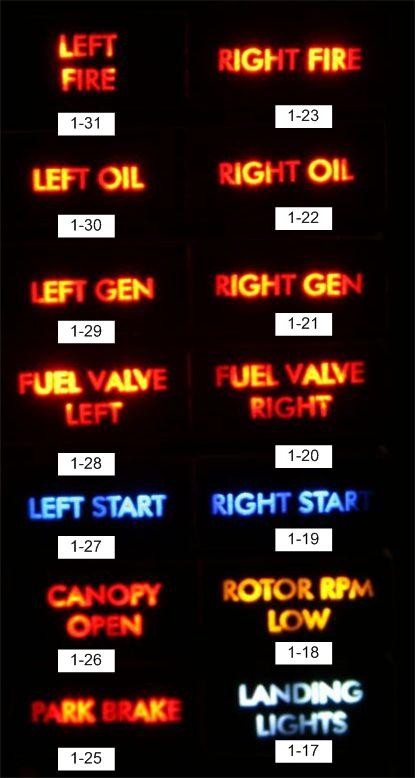 LEFT
FIRE
1-31
RIGHT FIRE
1-23
LEFT OIL
1-30
RIGHT OIL
1-22
LEFT GEN
1-29
RIGHT GEN
1-21
FUEL VALVE
LEFT
1-28
FUEL VALVE
RIGHT
1-20
LEFT START
1-27
RIGHT START
1-19
CANOPY
OPEN
1-26
ROTOR RPM
LOW
1-18
PARK BRAKE
1-25
LANDING
LIGHTS
1-17